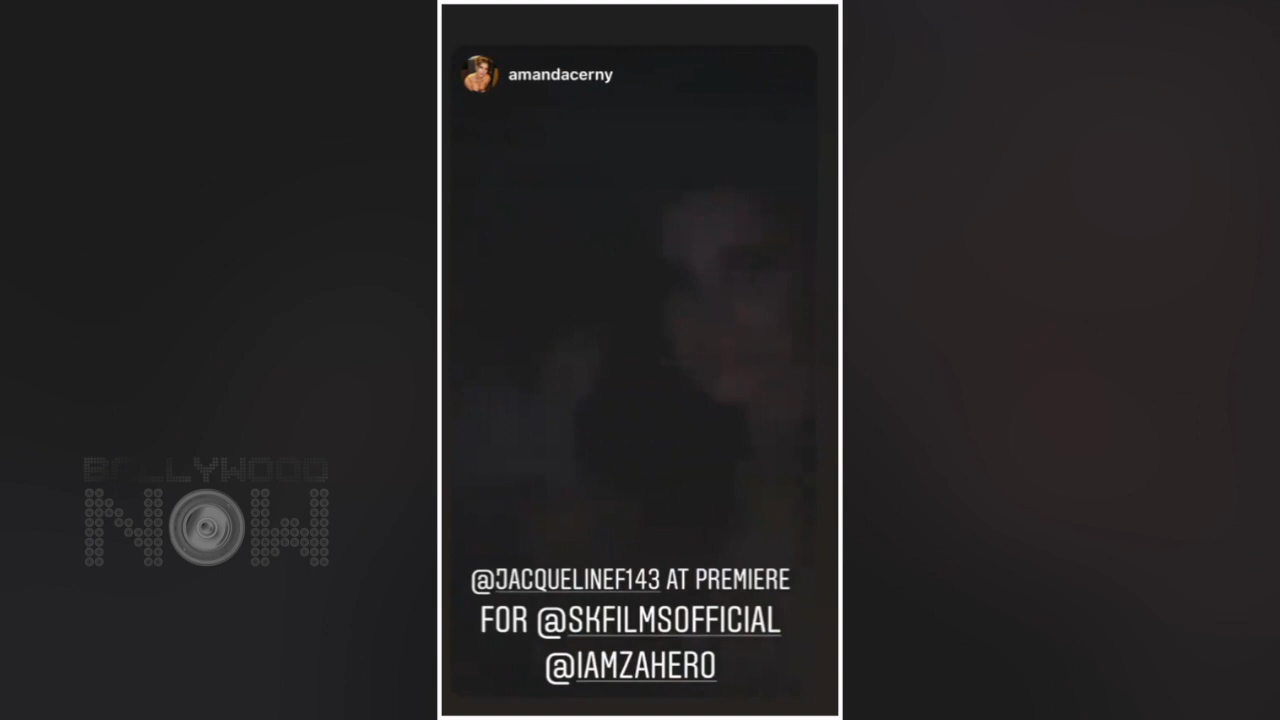 amandacerny
@JACQUELINEF143 AT PREMIERE
FOR @SKFILMSOFFICIAL
@IAMZAHERO
BOLLYWOOD
NOW